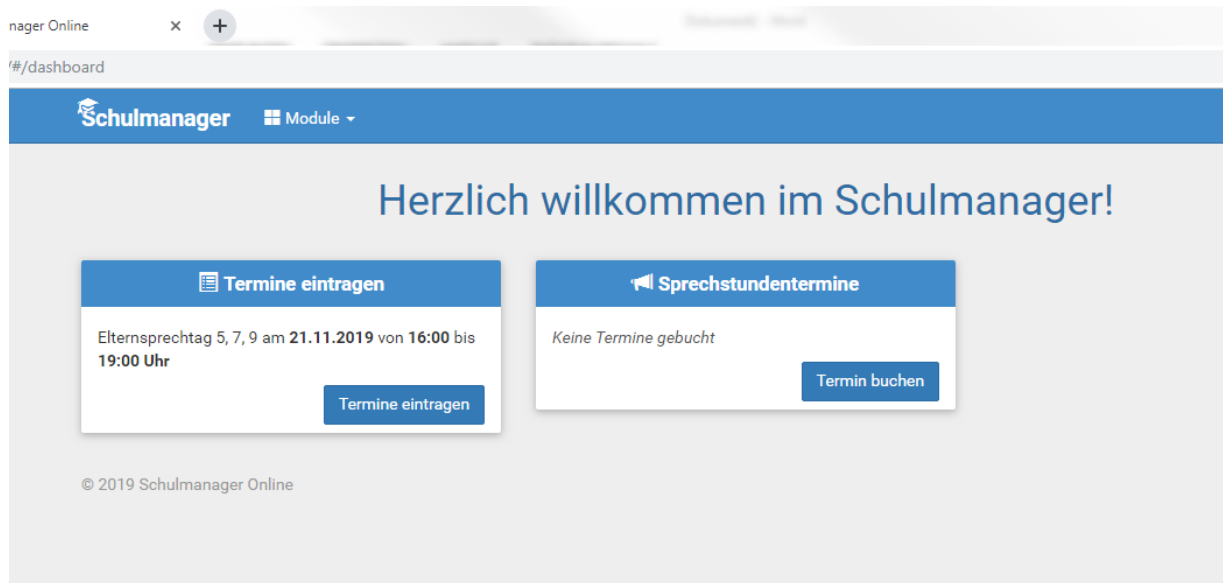 nager Online
/#/dashboard
Schulmanager Module
Herzlich willkommen im Schulmanager!
Termine eintragen
Elternsprechtag 5, 7, 9 am 21.11.2019 von 16:00 bis
19:00 Uhr
Termine eintragen
Sprechstundentermine
Keine Termine gebucht
Termin buchen
© 2019 Schulmanager Online